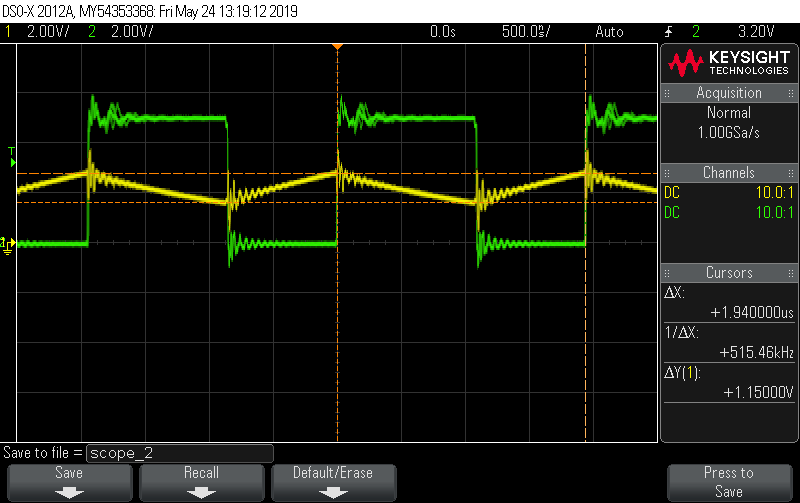 DSO-X 2012A, MY54353368: Fri May 24 13:19:12 2019
1 2.00V/ 2 2.00V/ 0.0s 500.0ns/ Auto 2 3.20V
KEYSIGHT
TECHNOLOGIES
Acquisition
Normal
1.00GSa/s
Channels
DC 10.0:1
DC 10.0:1
Cursors
ΔX:
+1.940000us
1/ΔX:
+515.46kHz
ΔY(1):
+1.15000V
T
2
Save to file = scope_2
Save
Recall
Default/Erase
Press to
Save